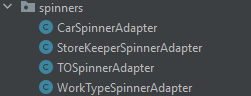 spinners
CarSpinnerAdapter
StoreKeeperSpinnerAdapter
TOSpinnerAdapter
WorkTypeSpinnerAdapter